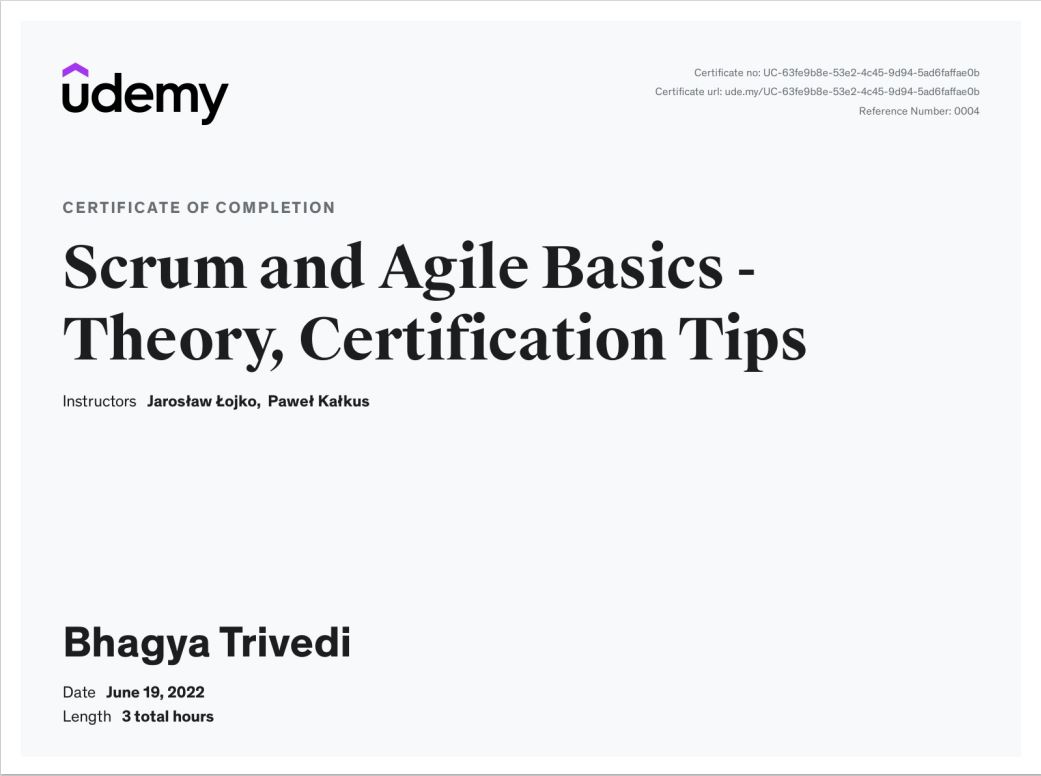 udemy
Certificate no: UC-63fe9b8e-53e2-4c45-9d94-5ad6faffae0b
Certificate url: ude.my/UC-63fe9b8e-53e2-4c45-9d94-5ad6faffae0b
Reference Number: 0004
CERTIFICATE OF COMPLETION
Scrum and Agile Basics -
Theory, Certification Tips
Instructors Jarosław Łojko, Paweł Kałkus
Bhagya Trivedi
Date June 19, 2022
Length 3 total hours